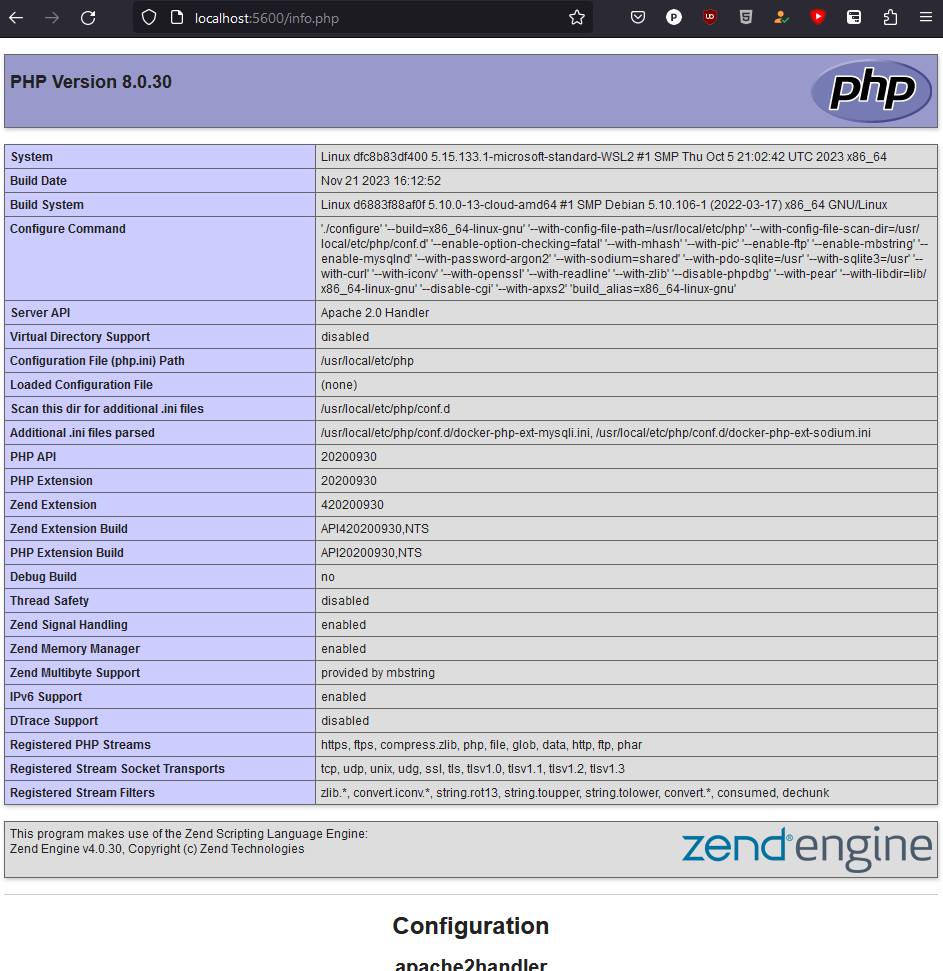 localhost:5600/info.php
PHP Version 8.0.30
php
System Linux dfc8b83df400 5.15.133.1-microsoft-standard-WSL2 #1 SMP Thu Oct 5 21:02:42 UTC 2023 x86_64
Build Date Nov 21 2023 16:12:52
Build System Linux d6883f88af0f 5.10.0-13-cloud-amd64 #1 SMP Debian 5.10.106-1 (2022-03-17) x86_64 GNU/Linux
Configure Command './configure' '--build=x86_64-linux-gnu' '--with-config-file-path=/usr/local/etc/php' '--with-config-file-scan-dir=/usr/
local/etc/php/conf.d' '--enable-option-checking=fatal' '--with-mhash' '--with-pic' '--enable-ftp' '--enable-mbstring' '--
enable-mysqlnd' '--with-password-argon2' '--with-sodium=shared' '--with-pdo-sqlite=/usr' '--with-sqlite3=/usr' '--
with-curl' '--with-iconv' '--with-openssl' '--with-readline' '--with-zlib' '--disable-phpdbg' '--with-pear' '--with-libdir=lib/
x86_64-linux-gnu' '--disable-cgi' '--with-apxs2' 'build_alias=x86_64-linux-gnu'
Server API Apache 2.0 Handler
Virtual Directory Support disabled
Configuration File (php.ini) Path /usr/local/etc/php
Loaded Configuration File (none)
Scan this dir for additional .ini files /usr/local/etc/php/conf.d
Additional .ini files parsed /usr/local/etc/php/conf.d/docker-php-ext-mysqli.ini, /usr/local/etc/php/conf.d/docker-php-ext-sodium.ini
PHP API 20200930
PHP Extension 20200930
Zend Extension 420200930
Zend Extension Build API420200930,NTS
PHP Extension Build API20200930,NTS
Debug Build no
Thread Safety disabled
Zend Signal Handling enabled
Zend Memory Manager enabled
Zend Multibyte Support provided by mbstring
IPv6 Support enabled
DTrace Support disabled
Registered PHP Streams https, ftps, compress.zlib, php, file, glob, data, http, ftp, phar
Registered Stream Socket Transports tcp, udp, unix, udg, ssl, tls, tlsv1.0, tlsv1.1, tlsv1.2, tlsv1.3
Registered Stream Filters zlib.*, convert.iconv.*, string.rot13, string.toupper, string.tolower, convert.*, consumed, dechunk
This program makes use of the Zend Scripting Language Engine:
Zend Engine v4.0.30, Copyright (c) Zend Technologies
zend®engine
Configuration
apache2handler